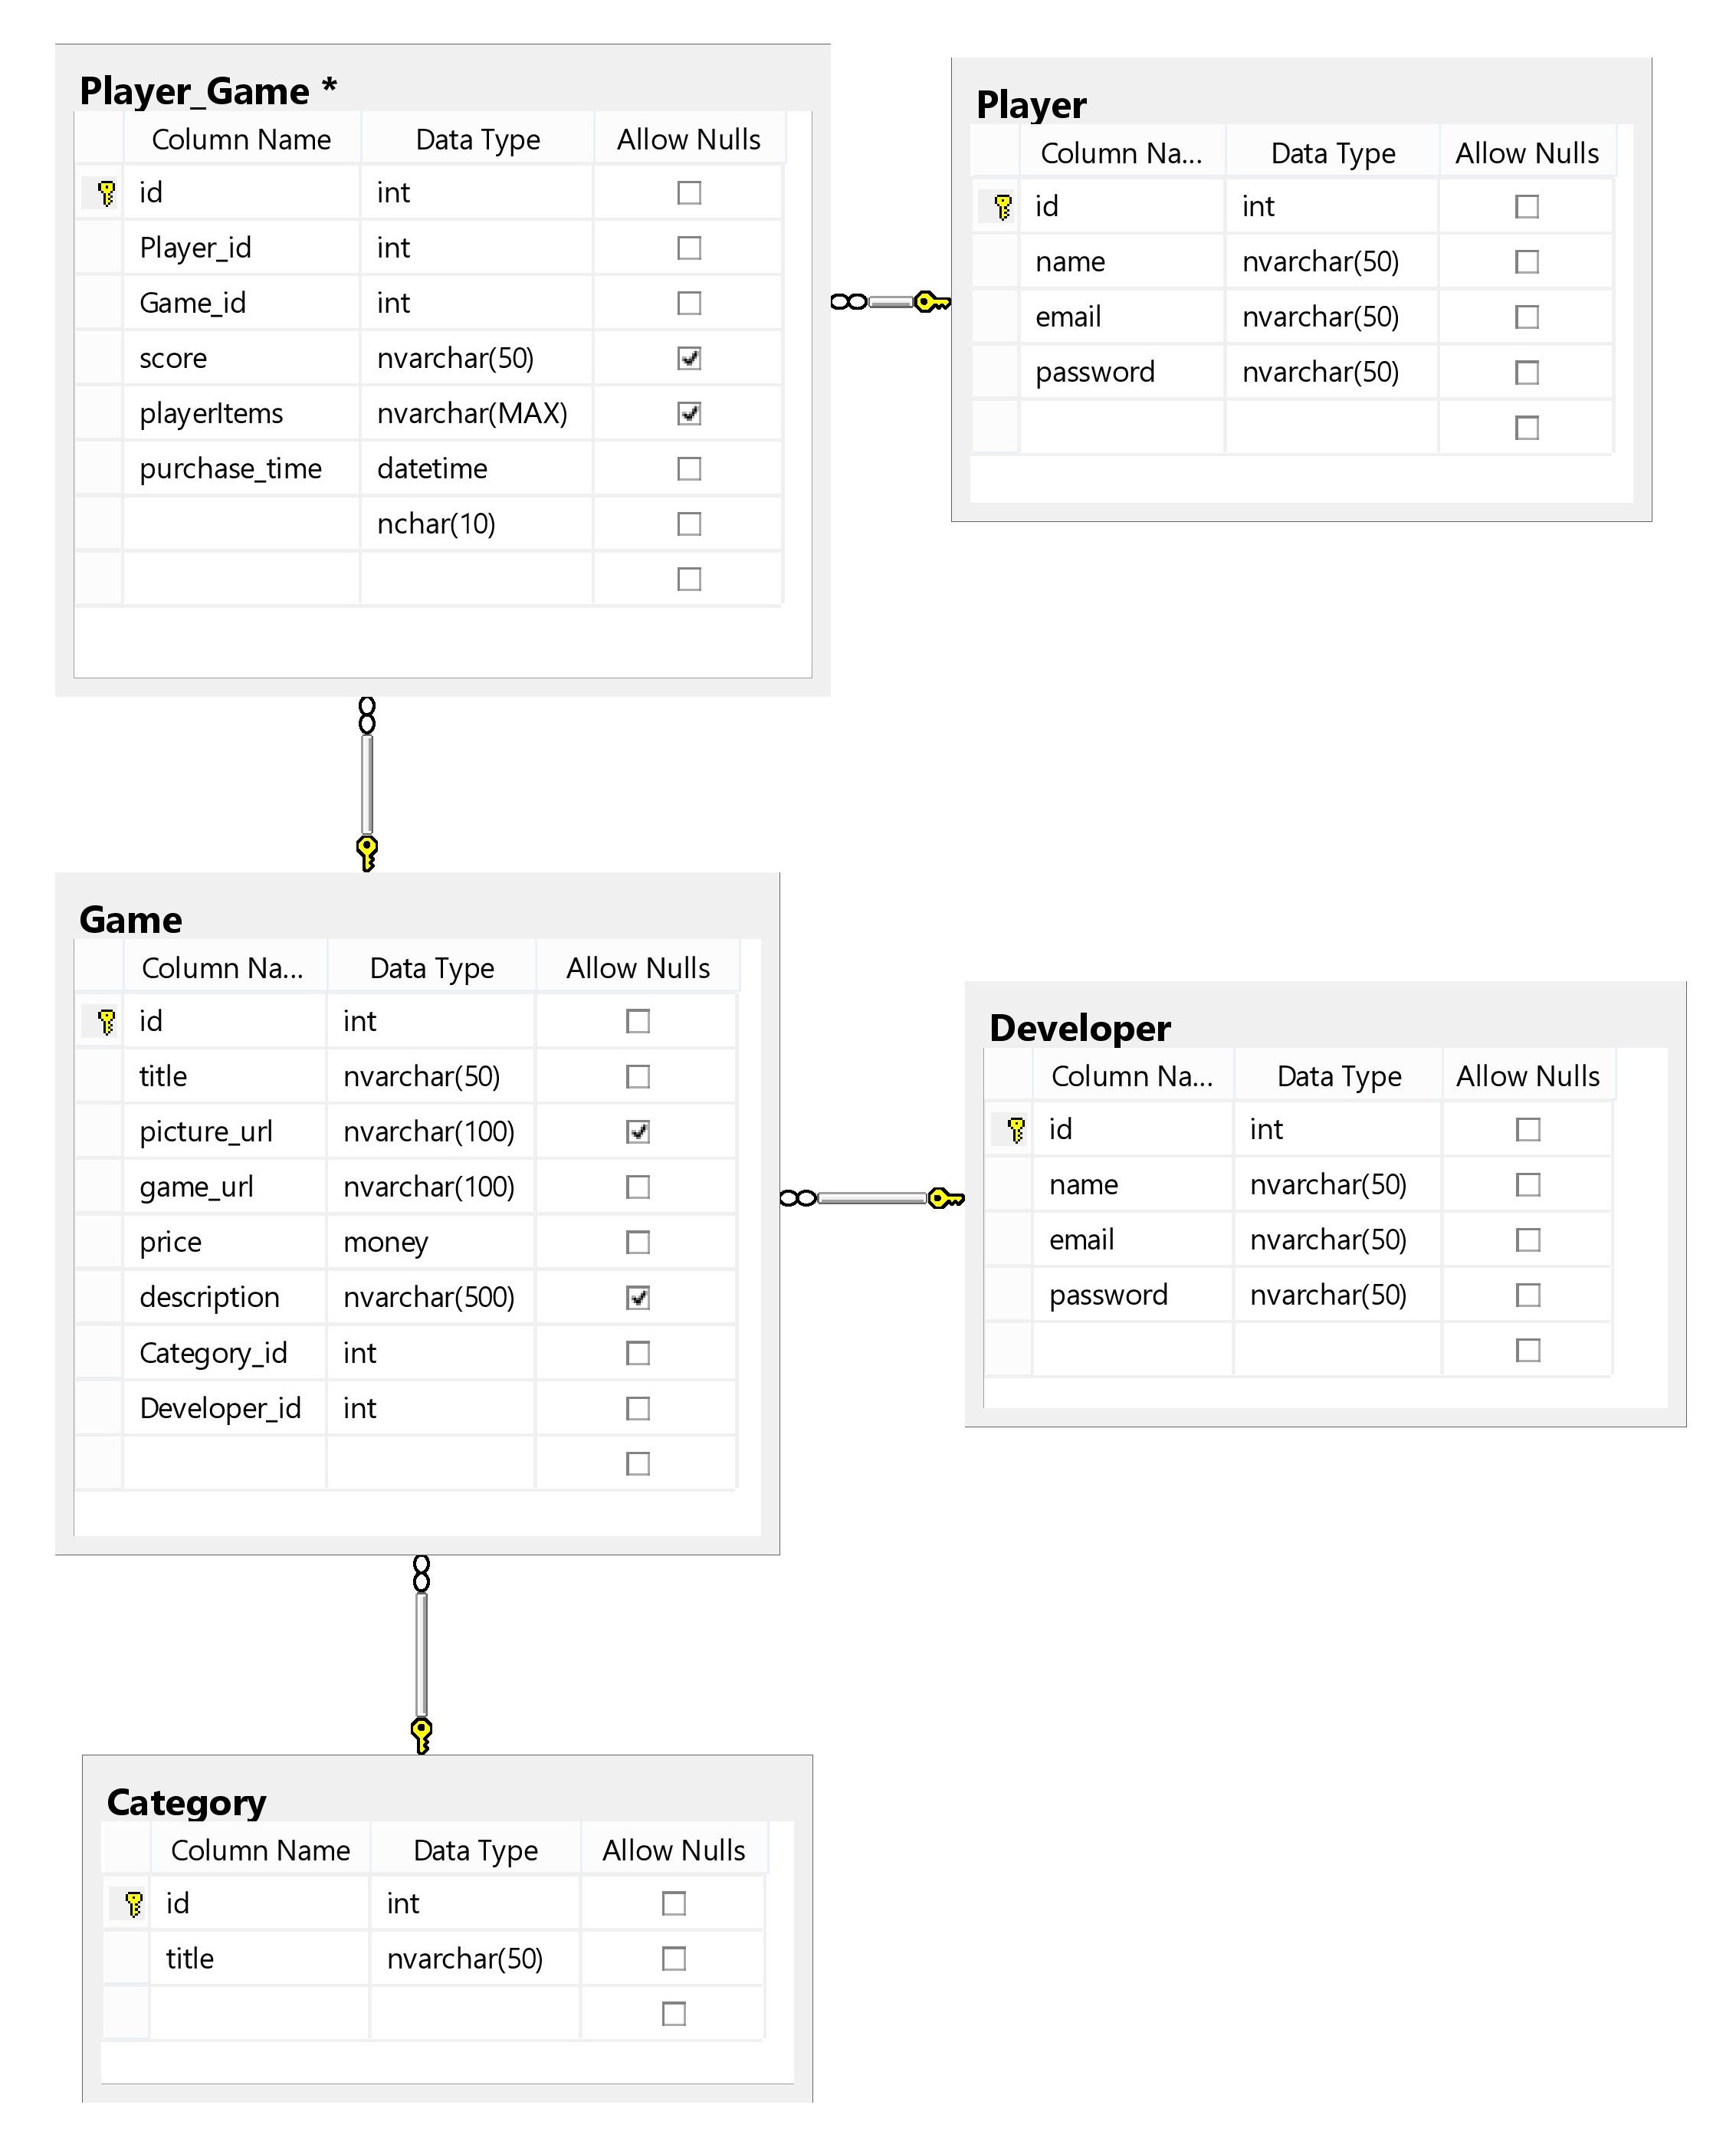 Player_Game *
Column Name Data Type Allow Nulls
id int
Player_id int
Game_id int
score nvarchar(50)
playerItems nvarchar(MAX)
purchase_time datetime
nchar(10)
Player
Column Na... Data Type Allow Nulls
id int
name nvarchar(50)
email nvarchar(50)
password nvarchar(50)
Game
Column Na... Data Type Allow Nulls
id int
title nvarchar(50)
picture_url nvarchar(100)
game_url nvarchar(100)
price money
description nvarchar(500)
Category_id int
Developer_id int
Developer
Column Na... Data Type Allow Nulls
id int
name nvarchar(50)
email nvarchar(50)
password nvarchar(50)
Category
Column Name Data Type Allow Nulls
id int
title nvarchar(50)